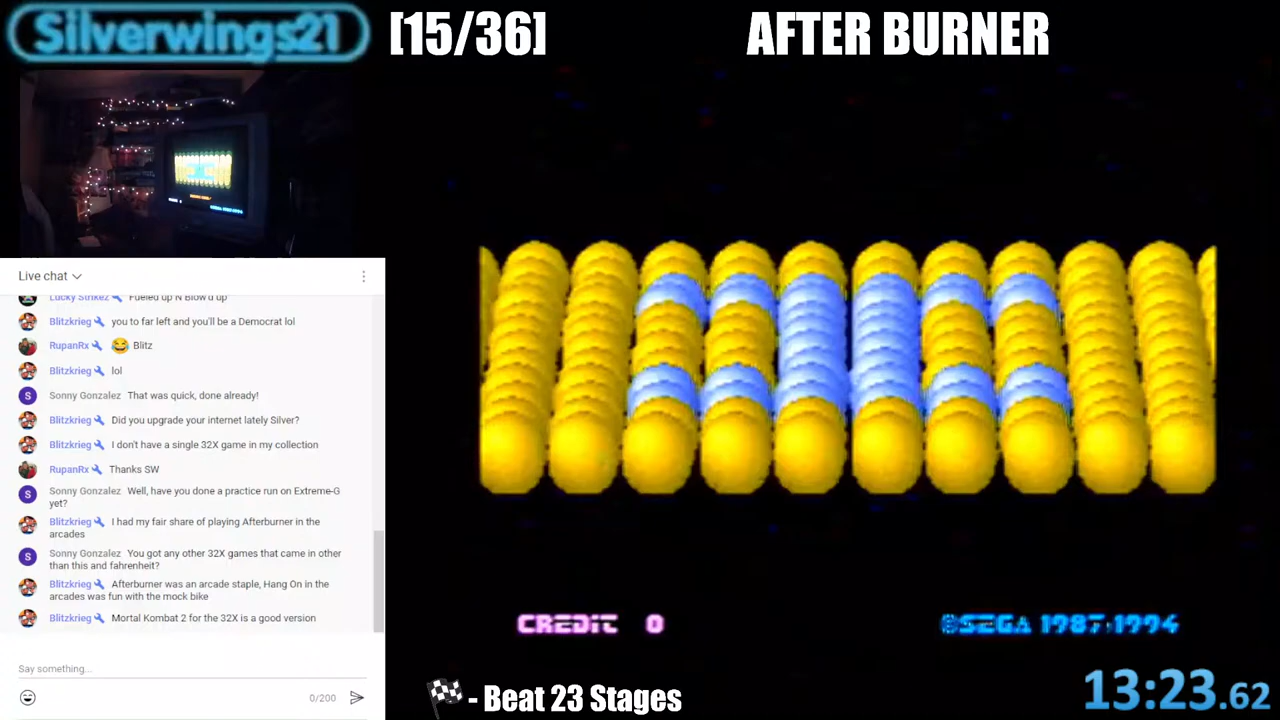 Silverwings21
[15/36]
AFTER BURNER
Live chat
Lucky Strikez Fueled up N Blow'd up
Blitzkrieg you to far left and you'll be a Democrat lol
RupanRx Blitz
Blitzkrieg lol
S Sonny Gonzalez That was quick, done already!
Blitzkrieg Did you upgrade your internet lately Silver?
Blitzkrieg I don't have a single 32X game in my collection
RupanRx Thanks SW
S Sonny Gonzalez Well, have you done a practice run on Extreme-G
yet?
Blitzkrieg I had my fair share of playing Afterburner in the
arcades
S Sonny Gonzalez You got any other 32X games that came in other
than this and fahrenheit?
Blitzkrieg Afterburner was an arcade staple, Hang On in the
arcades was fun with the mock bike
Blitzkrieg Mortal Kombat 2 for the 32X is a good version
Say something...
0/200
CREDIT 0
©SEGA 1987,1994
- Beat 23 Stages
13:23.62